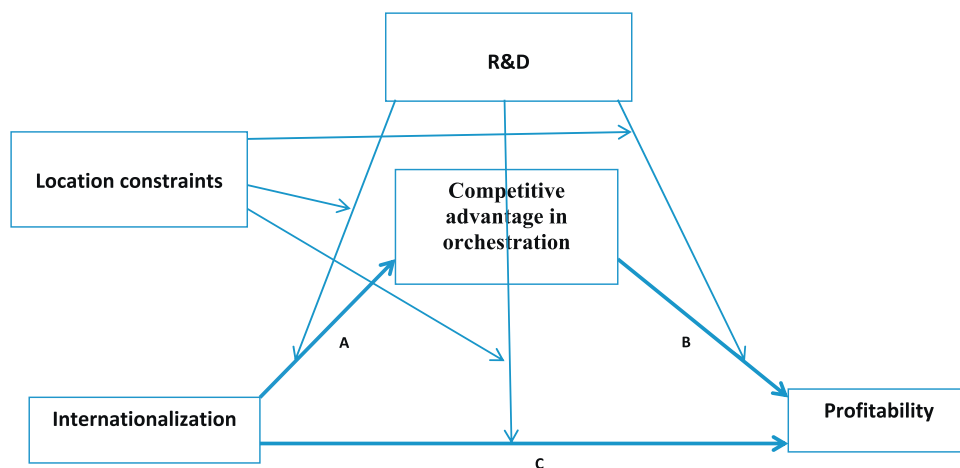 R&D
Location constraints
Competitive
advantage in
orchestration
A
B
Internationalization
Profitability
C